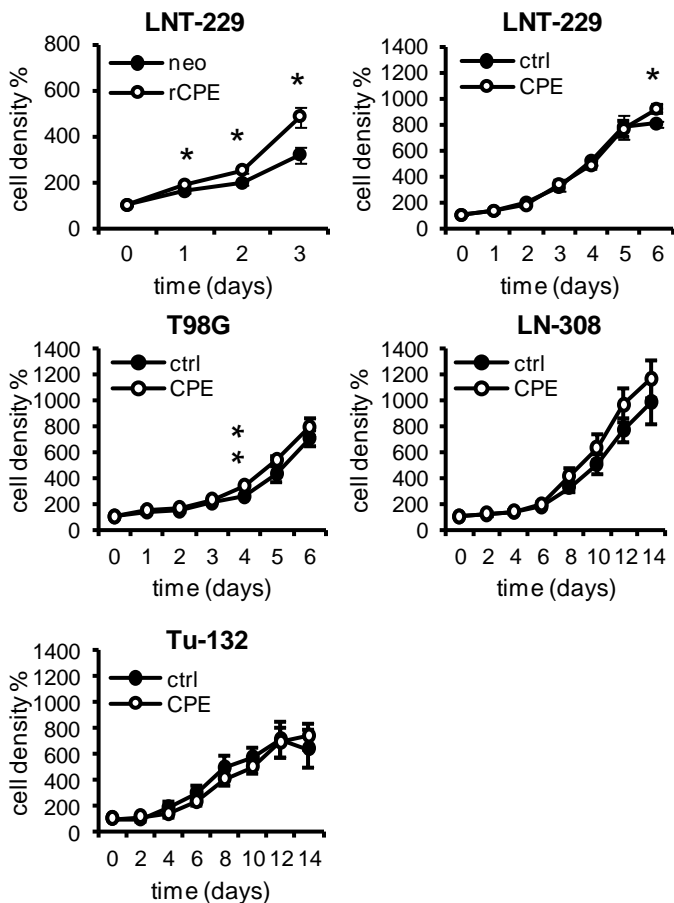 LNT-229
cell density %
800
600
400
200
0
neo
rCPE
*
*
*
0 1 2 3
time (days)
LNT-229
cell density %
1400
1200
1000
800
600
400
200
0
ctrl
CPE
*
0 1 2 3 4 5 6
time (days)
T98G
cell density %
1400
1200
1000
800
600
400
200
0
ctrl
CPE
*
*
0 1 2 3 4 5 6
time (days)
LN-308
cell density %
1400
1200
1000
800
600
400
200
0
ctrl
CPE
0 2 4 6 8 10 12 14
time (days)
Tu-132
cell density %
1400
1200
1000
800
600
400
200
0
ctrl
CPE
0 2 4 6 8 10 12 14
time (days)